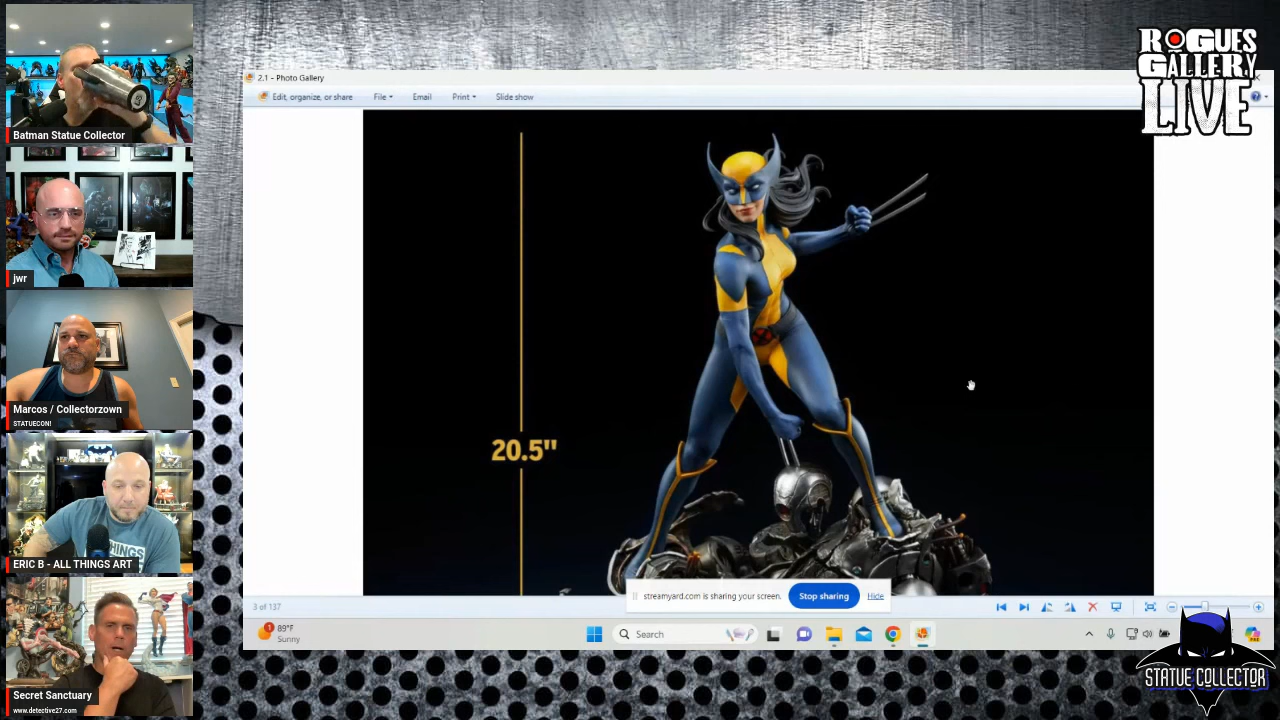 Batman Statue Collector
jwr
Marcos / Collectorzown
STATUECON!
ERIC B - ALL THINGS ART
THINGS
Secret Sanctuary
www.detective27.com
2.1 - Photo Gallery
Edit, organize, or share
File
Email
Print
Slide show
20.5"
streamyard.com is sharing your screen.
Stop sharing
Hide
3 of 137
1
89°F
Sunny
Search
PRE
ROGUES
GALLERY
LIVE
STATUE COLLECTOR